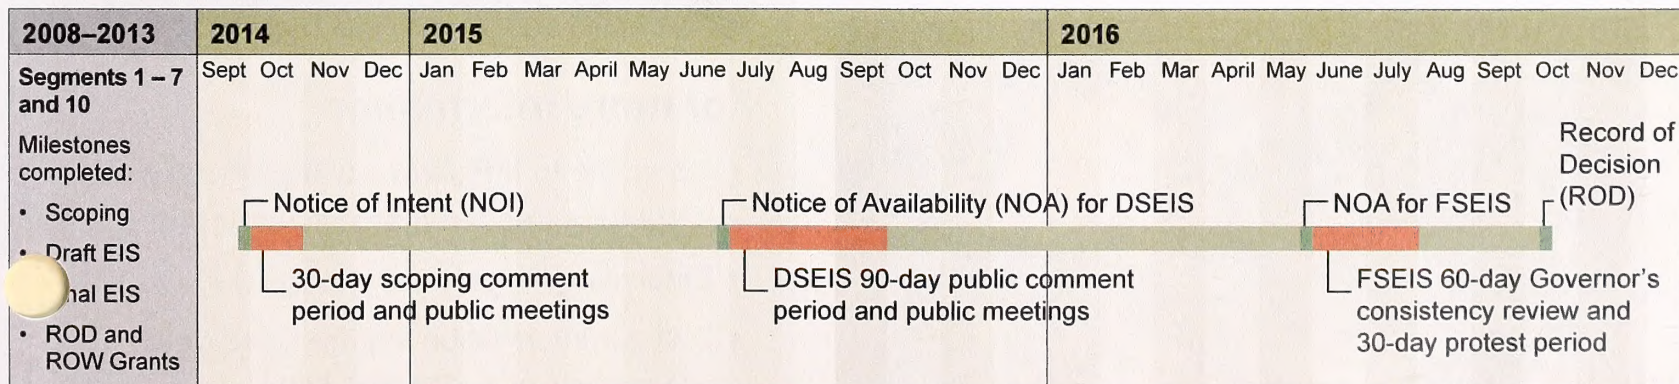 2008–2013
2014
2015
2016
Sept Oct Nov Dec Jan Feb Mar April May June July Aug Sept Oct Nov Dec Jan Feb Mar April May June July Aug Sept Oct Nov Dec
Segments 1 – 7
and 10
Milestones
completed:
• Scoping
• Draft EIS
EIS
• ROD and
ROW Grants
Notice of Intent (NOI)
30-day scoping comment
period and public meetings
Notice of Availability (NOA) for DSEIS
DSEIS 90-day public comment
period and public meetings
NOA for FSEIS
FSEIS 60-day Governor's
consistency review and
30-day protest period
Record of
Decision
(ROD)